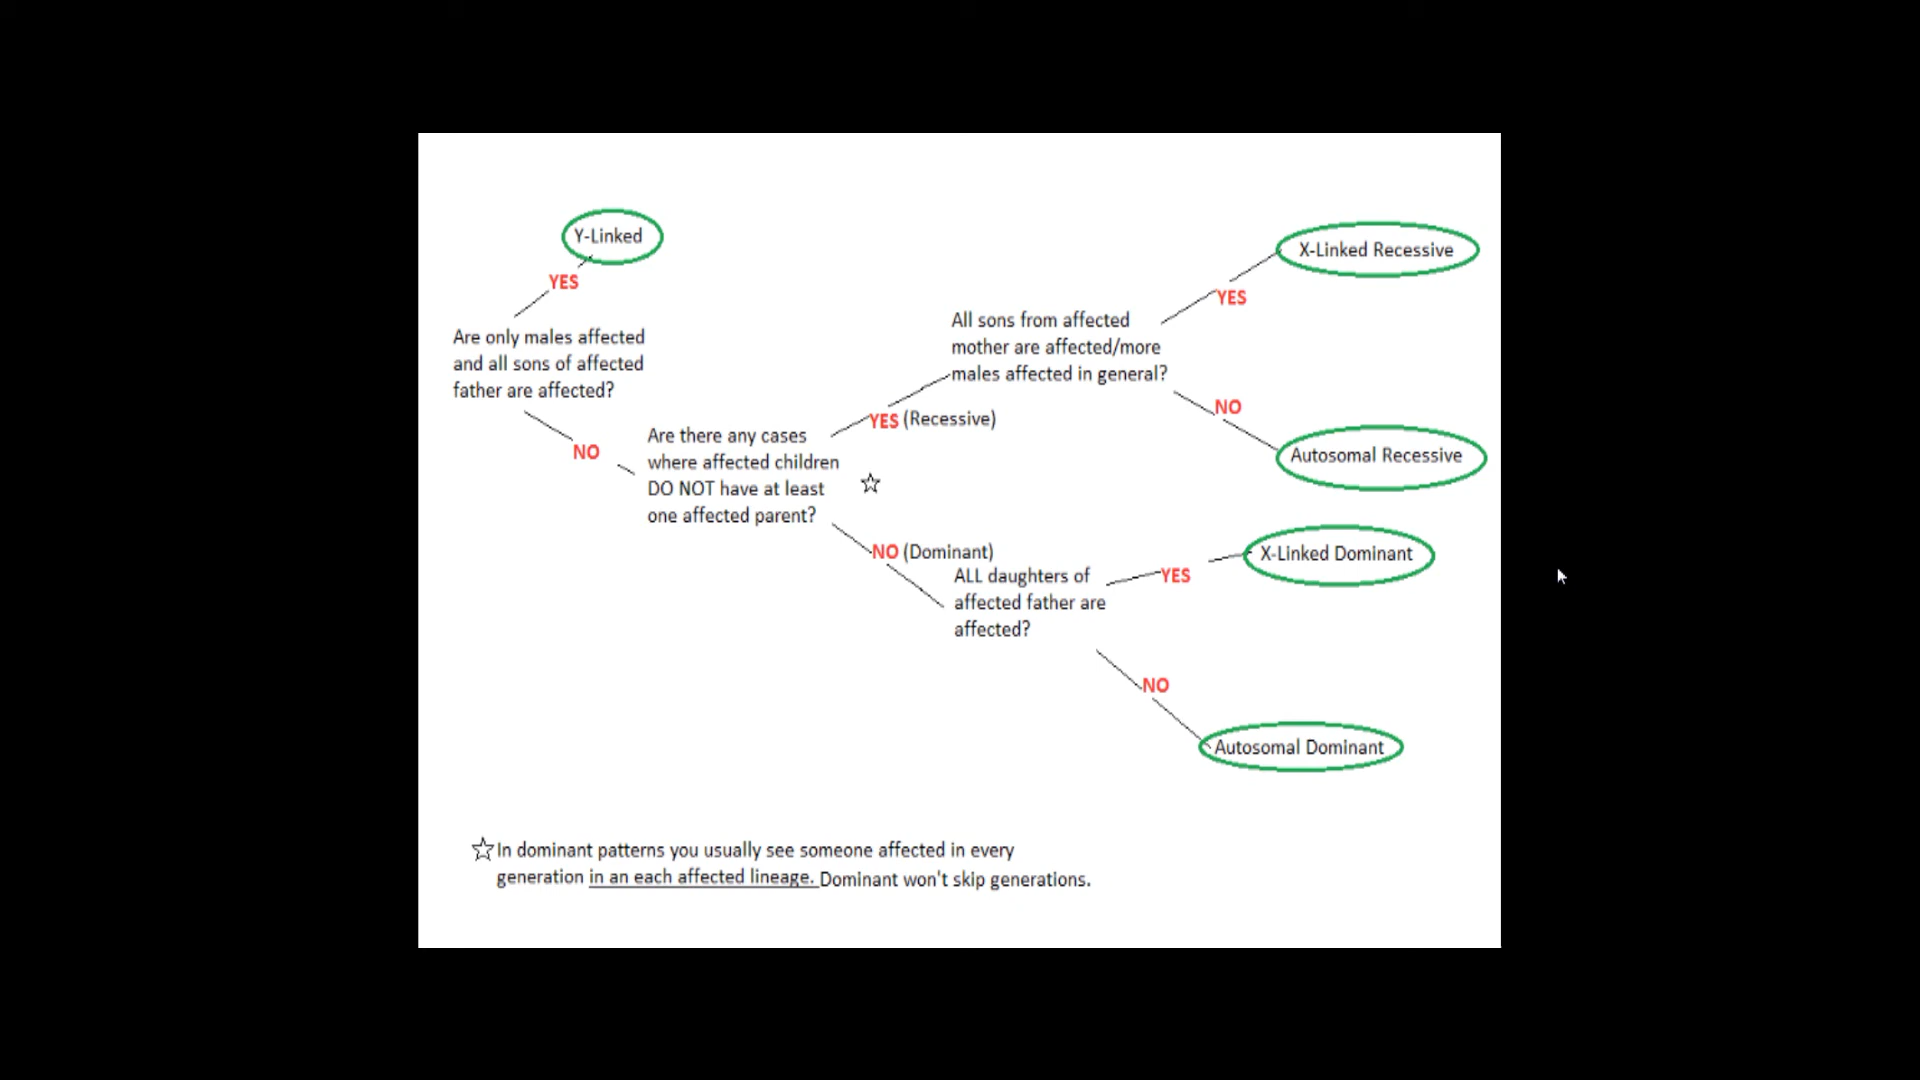 Y-Linked
YES
Are only males affected
and all sons of affected
father are affected?
NO
Are there any cases
where affected children
DO NOT have at least
one affected parent?
☆
YES (Recessive)
All sons from affected
mother are affected/more
males affected in general?
YES
X-Linked Recessive
NO
Autosomal Recessive
NO (Dominant)
ALL daughters of
affected father are
affected?
YES
X-Linked Dominant
NO
Autosomal Dominant
☆In dominant patterns you usually see someone affected in every
generation in an each affected lineage. Dominant won't skip generations.